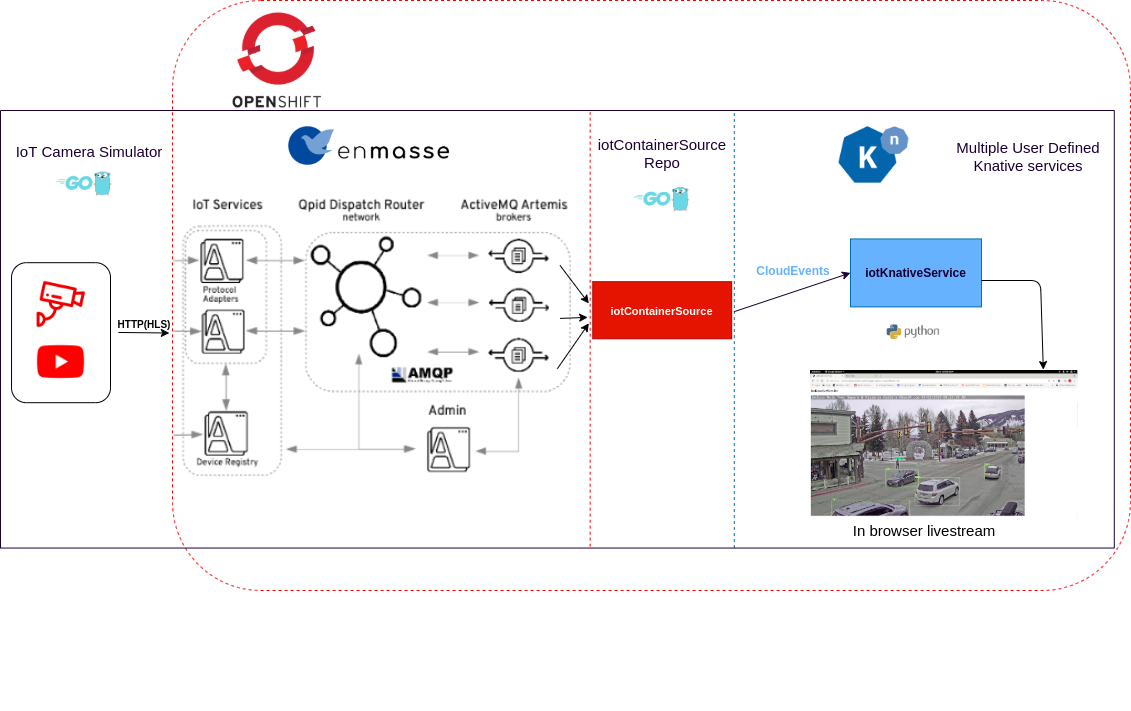 OPENSHIFT
IoT Camera Simulator
GO
enmasse
iotContainerSource
Repo
GO
K
n
Multiple User Defined
Knative services
IoT Services
Qpid Dispatch Router
network
ActiveMQ Artemis
brokers
Protocol
Adapters
HTTP(HLS)
iotContainerSource
CloudEvents
iotKnativeService
python
AMQP
Admin
Device Registry
In browser livestream